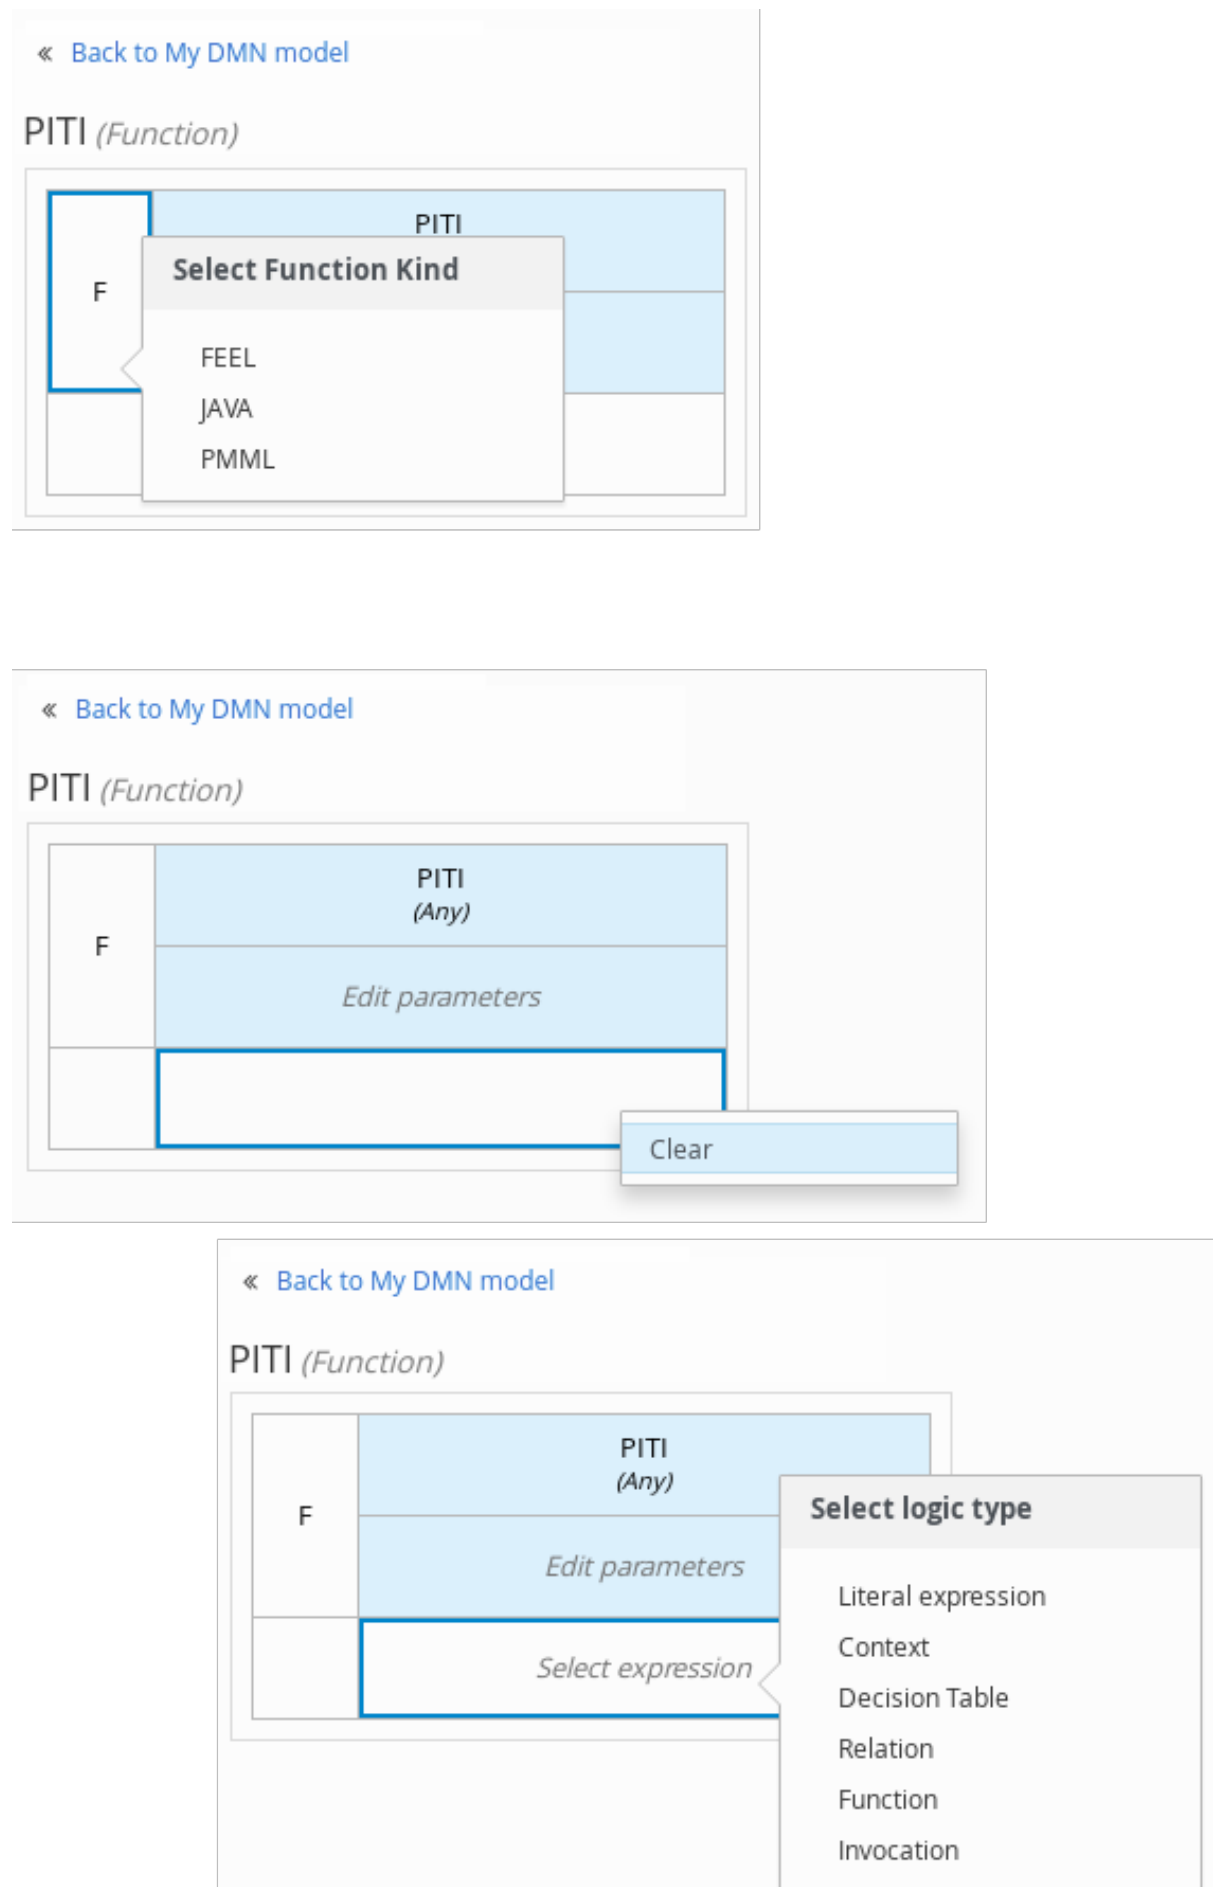 « Back to My DMN model
PITI (Function)
PITI
F
Select Function Kind
FEEL
JAVA
PMML
« Back to My DMN model
PITI (Function)
PITI
(Any)
F
Edit parameters
Clear
« Back to My DMN model
PITI (Function)
PITI
(Any)
F
Edit parameters
Select expression
Select logic type
Literal expression
Context
Decision Table
Relation
Function
Invocation